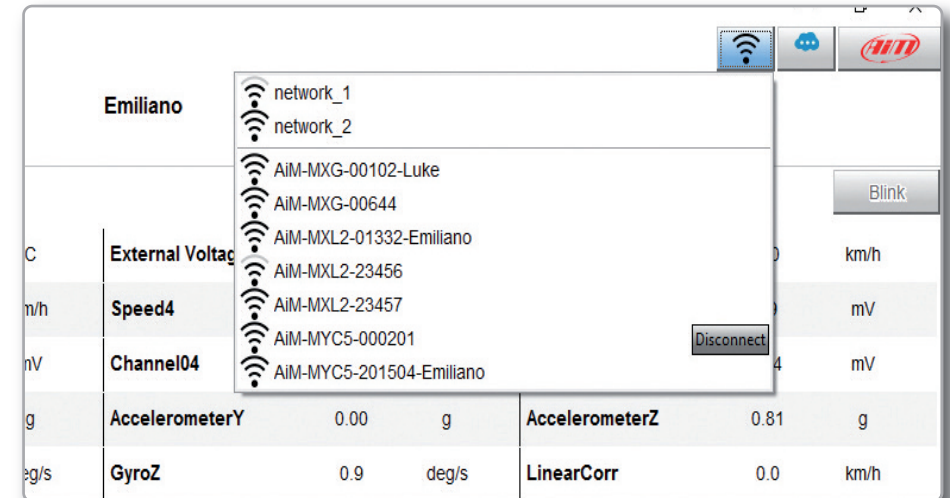 AiM
Emiliano
network_1
network_2
AiM-MXG-00102-Luke
AiM-MXG-00644
Blink
AiM-MXL2-01332-Emiliano
C External Voltag km/h
AiM-MXL2-23456
m/h Speed4 mV
AiM-MXL2-23457
AiM-MYC5-000201 Disconnect
mV Channel04 4 mV
AiM-MYC5-201504-Emiliano
g AccelerometerY 0.00 g AccelerometerZ 0.81 g
eg/s GyroZ 0.9 deg/s LinearCorr 0.0 km/h